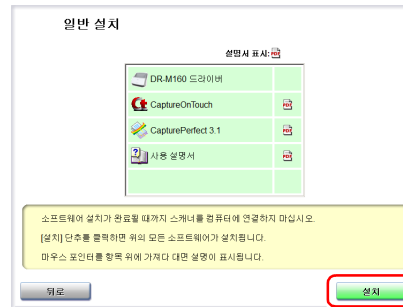 일반 설치
설명서 표시: PDF
DR-M160 드라이버
CaptureOnTouch PDF
CapturePerfect 3.1 PDF
사용 설명서 PDF
소프트웨어 설치가 완료될 때까지 스캐너를 컴퓨터에 연결하지 마십시오.
[설치] 단추를 클릭하면 위의 모든 소프트웨어가 설치됩니다.
마우스 포인터를 항목 위에 가져다 대면 설명이 표시됩니다.
뒤로 설치